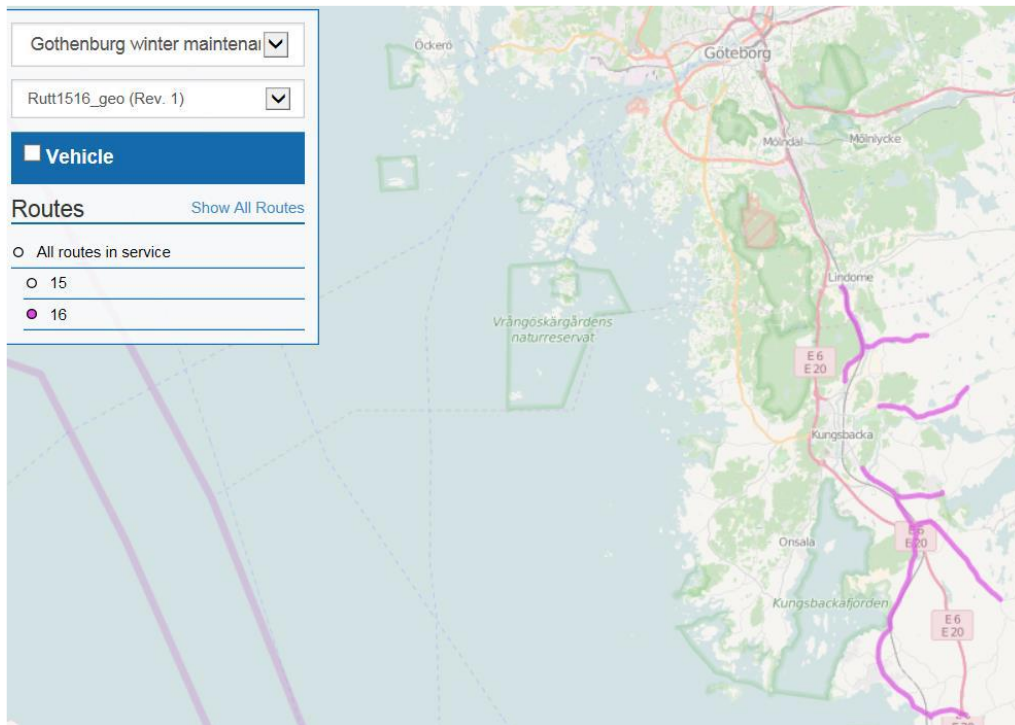 Gothenburg winter maintenar
Rutt1516_geo (Rev. 1)
Vehicle
Routes
Show All Routes
All routes in service
15
16
Öckerö
Göteborg
Mölndal
Mölnlycke
Lindome
Vrångöskärgårdens
naturreservat
E 6
E 20
Kungsbacka
E 6
E 20
Onsala
Kungsbackafjorden
E 6
E 20